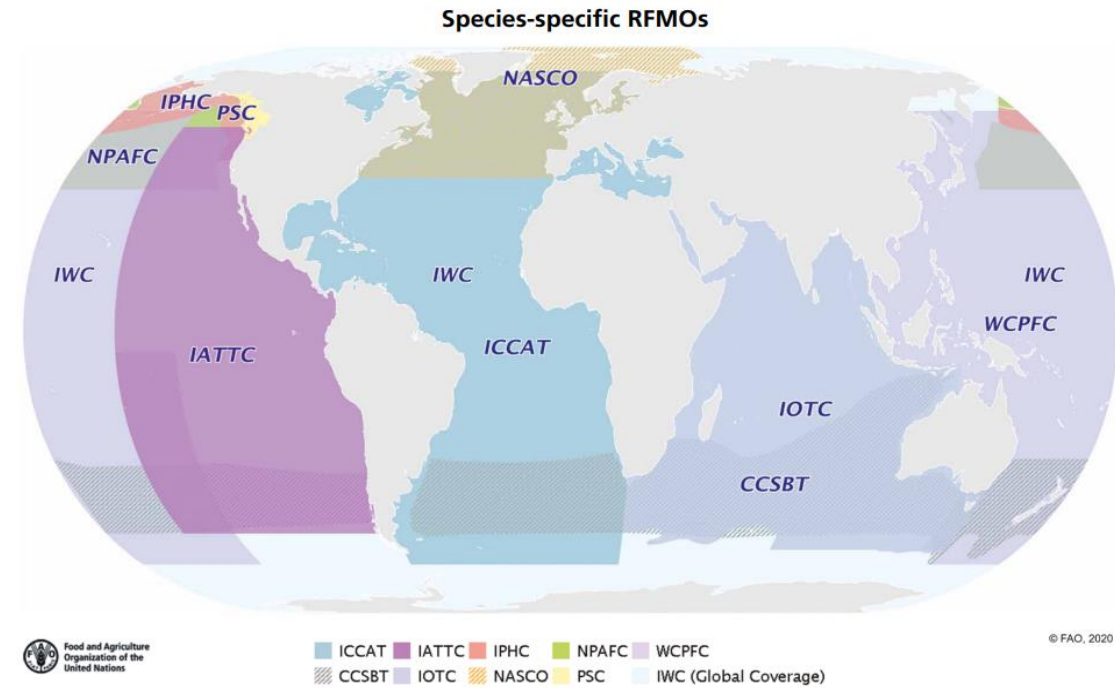 Species-specific RFMOs
NASCO
IPHC
PSC
NPAFC
IWC
IWC
IWC
WCPFC
IATTC
ICCAT
IOTC
CCSBT
Food and Agriculture
Organization of the
United Nations
ICCAT IATTC IPHC NPAFC WCPFC
CCSBT IOTC NASCO PSC IWC (Global Coverage)
© FAO, 2020